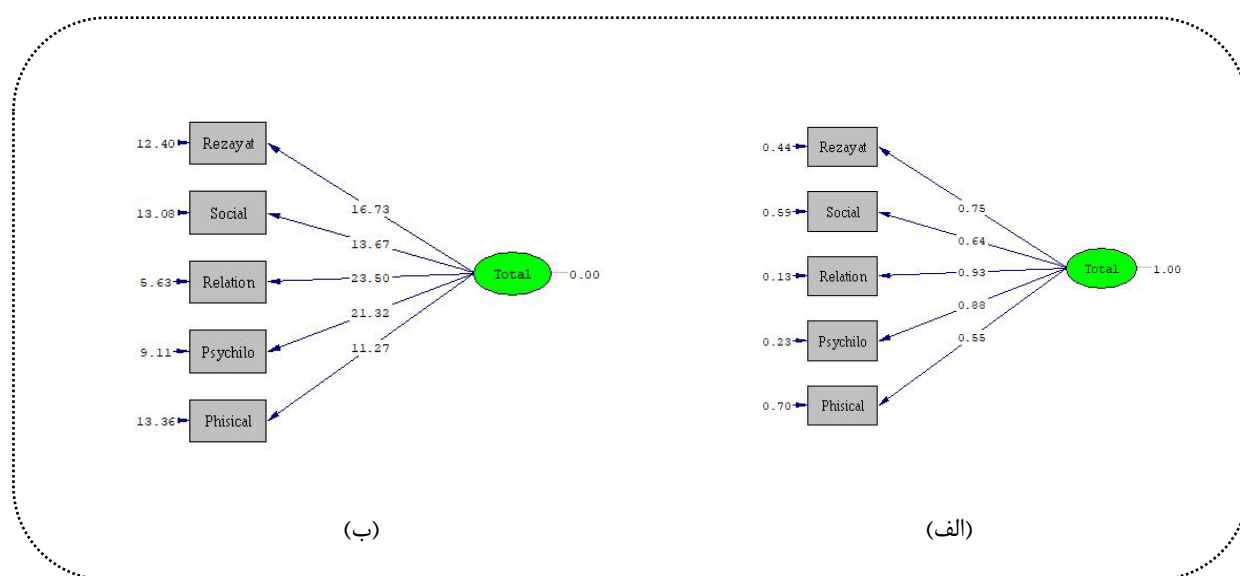 12.40 Rezayat
16.73
13.08 Social
13.67
5.63 Relation
23.50
Total 0.00
21.32
9.11 Psychilo
11.27
13.36 Phisical
(ب)
0.44 Rezayat
0.75
0.59 Social
0.64
0.13 Relation
0.93
Total 1.00
0.88
0.23 Psychilo
0.55
0.70 Phisical
(الف)